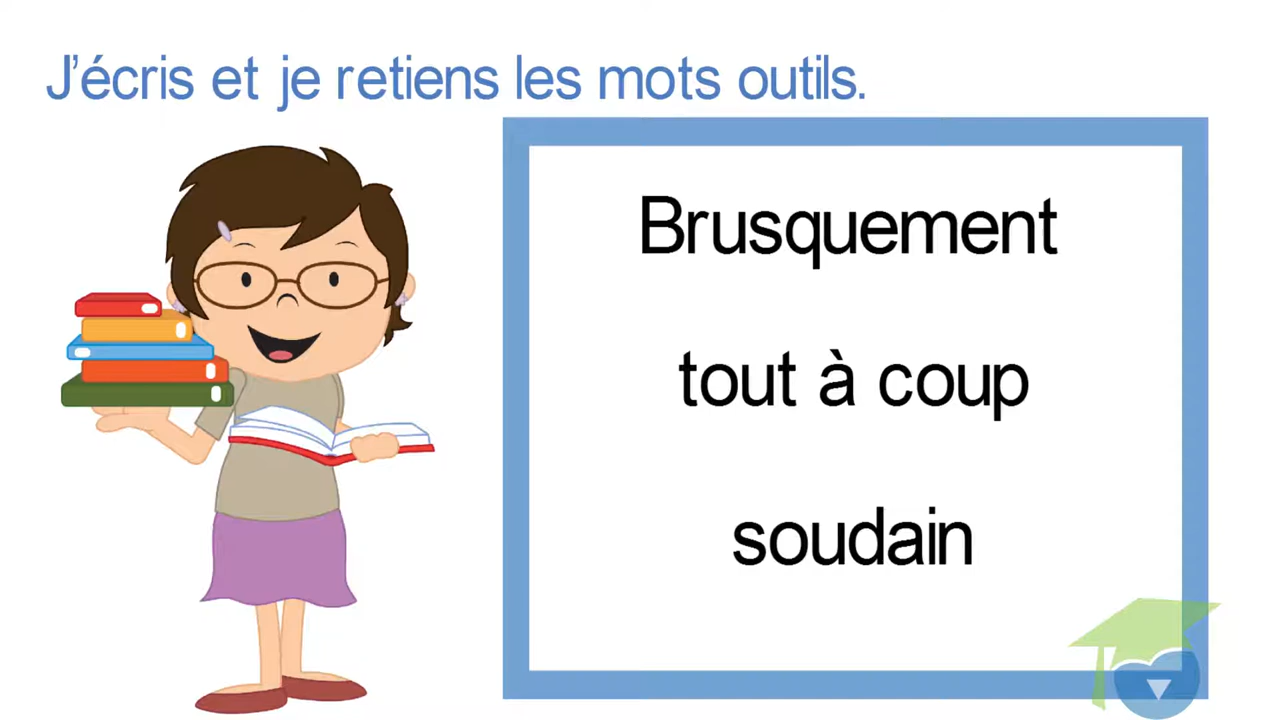 J'écris et je retiens les mots outils.
Brusquement
tout à coup
soudain